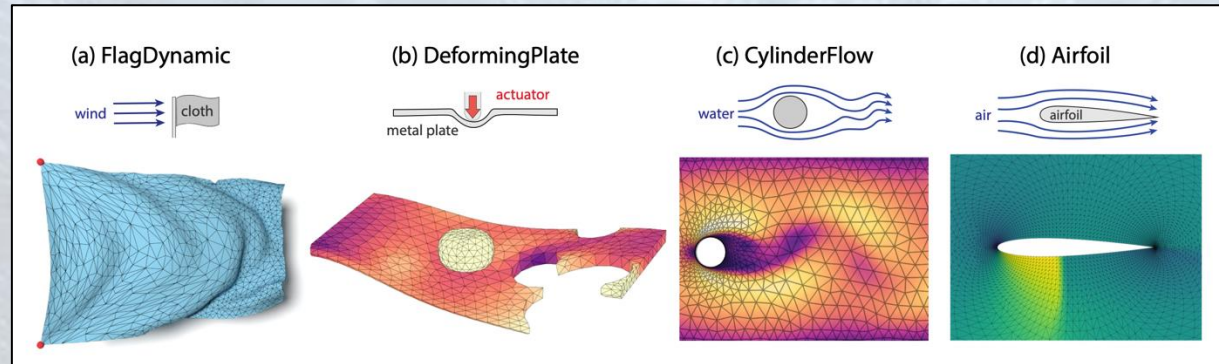 (a) FlagDynamic
wind
cloth
(b) DeformingPlate
actuator
metal plate
(c) CylinderFlow
water
(d) Airfoil
air
airfoil